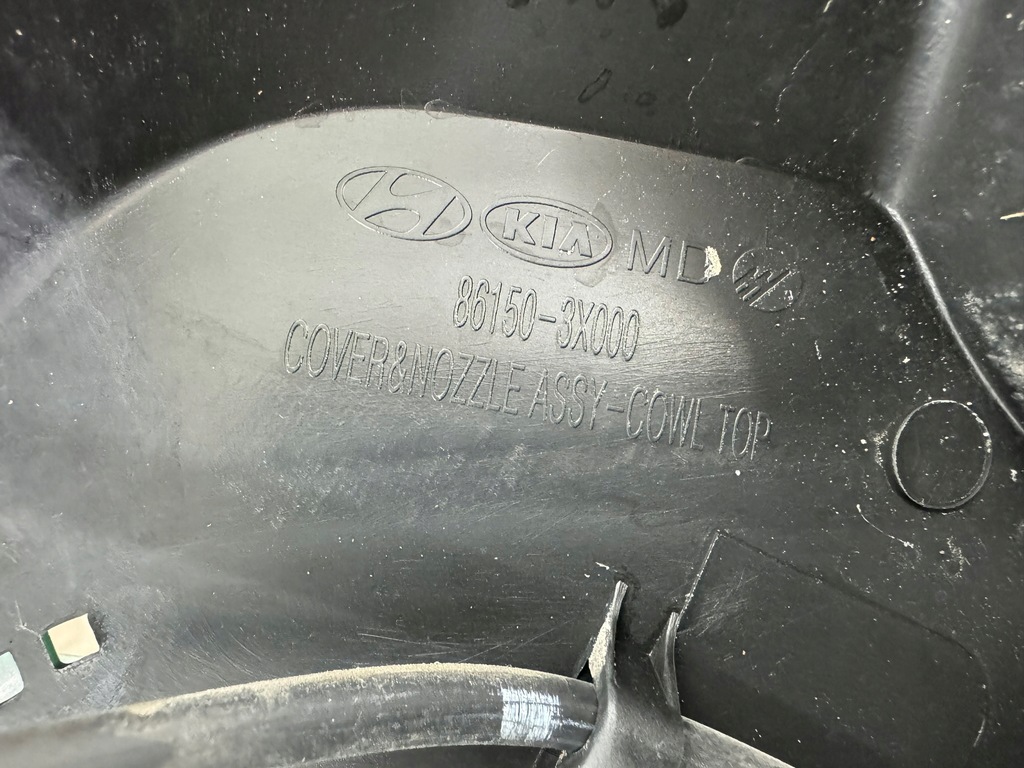 KIA MD
86150-3X000
COVER&NOZZLE ASSY-COWL TOP